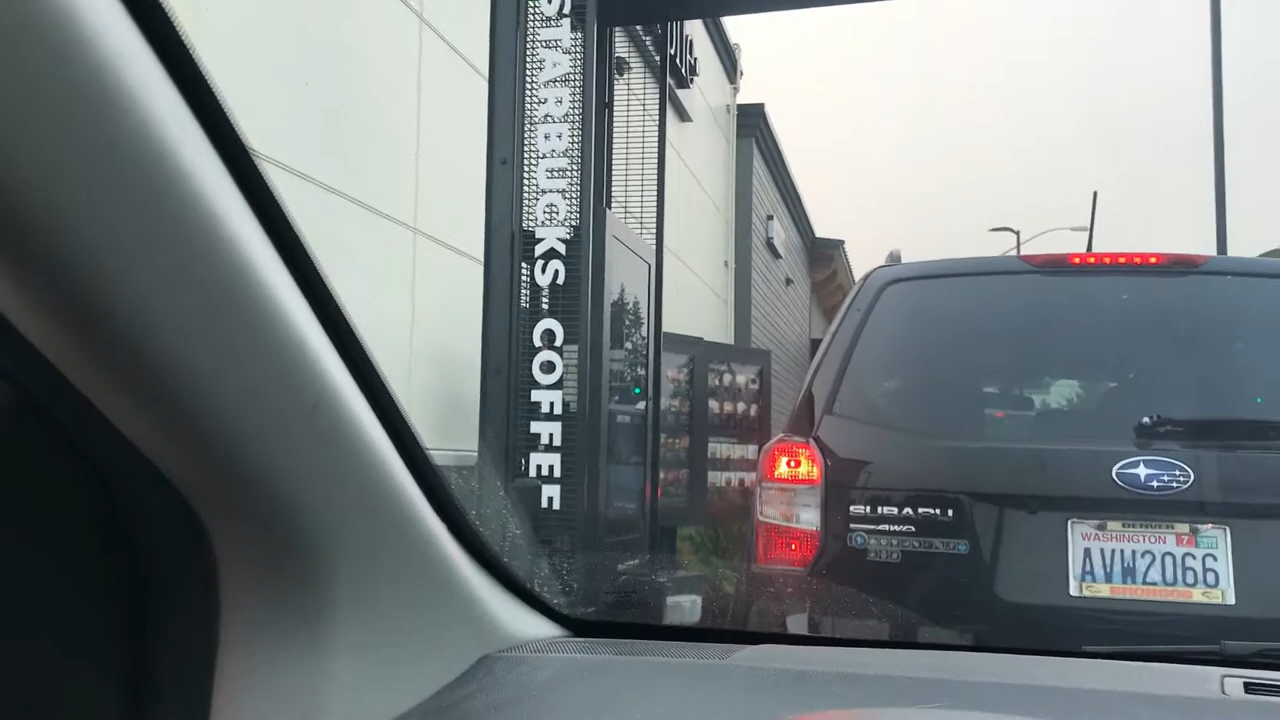 STARBUCKS COFFEE
SUBARU
AWD
DENVER
WASHINGTON 7
AVW2066
BRONCOS